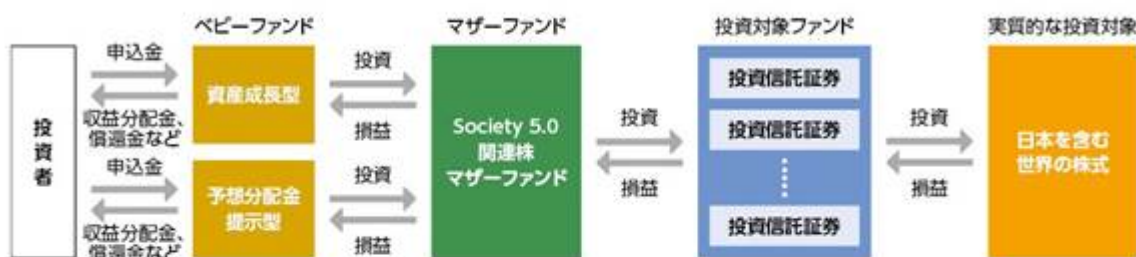 ベビーファンド
マザーファンド
投資対象ファンド
実質的な投資対象
投資者
申込金
収益分配金、
償還金など
申込金
収益分配金、
償還金など
資産成長型
予想分配金
提示型
投資
損益
投資
損益
Society 5.0
関連株
マザーファンド
投資
損益
投資信託証券
投資信託証券
投資信託証券
投資
損益
日本を含む
世界の株式